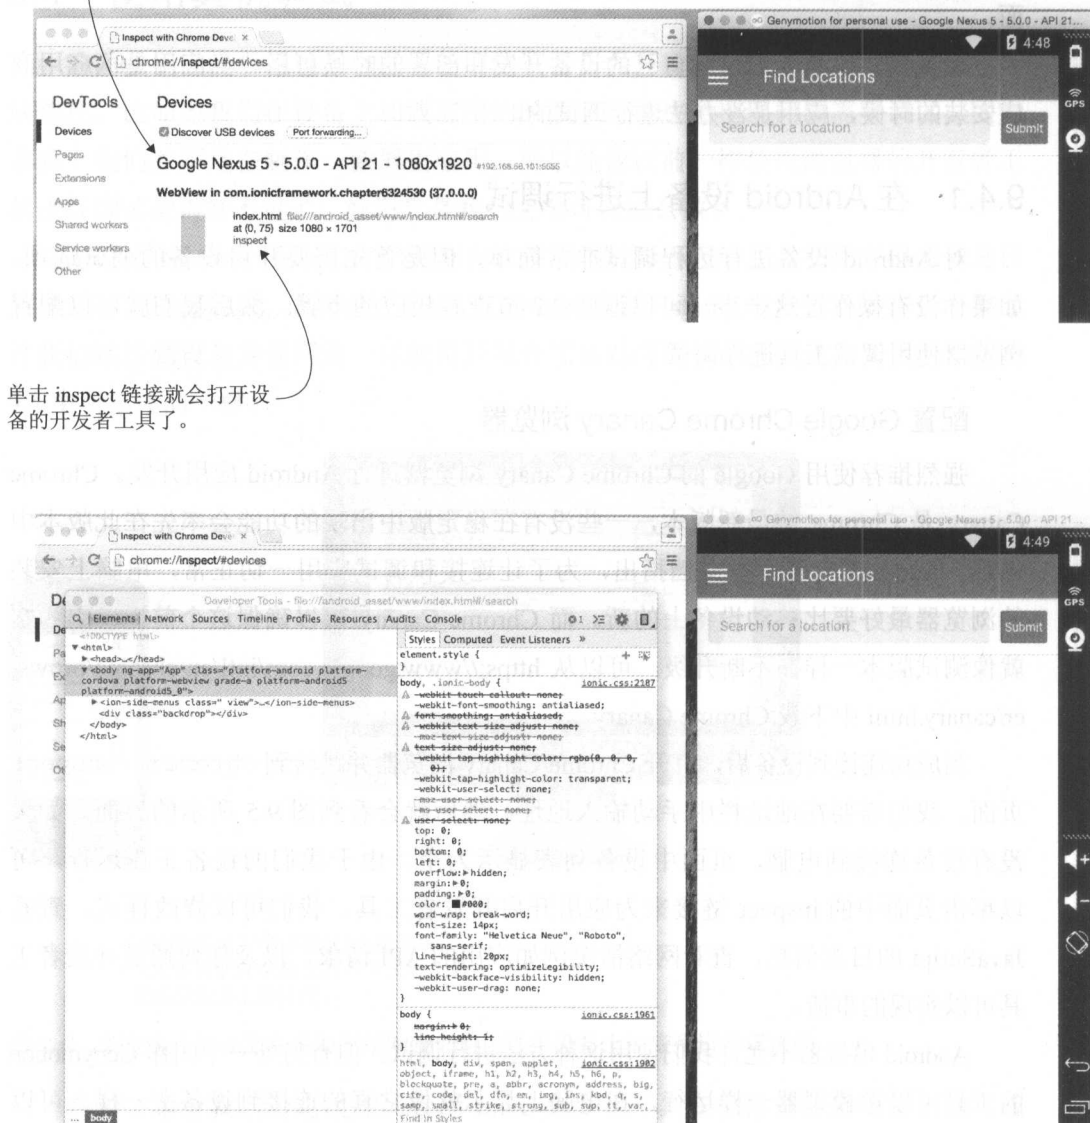 Inspect with Chrome Deve
chrome://inspect/#devices
DevTools
Devices
Pages
Extensions
Apps
Shared workers
Service workers
Other
Devices
Discover USB devices
Port forwarding...
Google Nexus 5 - 5.0.0 - API 21 - 1080x1920 #192.168.56.101:5555
WebView in com.ionicframework.chapter6324530 (37.0.0.0)
index.html file:///android_asset/www/index.html#/search
at (0, 75) size 1080 × 1701
inspect
Genymotion for personal use - Google Nexus 5 - 5.0.0 - API 21...
4:48
Find Locations
Search for a location
Submit
GPS
单击 inspect 链接就会打开设
备的开发者工具了。
Inspect with Chrome Deve
chrome://inspect/#devices
Developer Tools - file:///android_asset/www/index.html#/search
Elements Network Sources Timeline Profiles Resources Audits Console
1
<!DOCTYPE html>
<html>
<head>…</head>
<body ng-app="App" class="platform-android platform-
cordova platform-webview grade-a platform-android5
platform-android5_0">
<ion-side-menus class=" view">…</ion-side-menus>
<div class="backdrop"></div>
</body>
</html>
... body
Styles Computed Event Listeners »
element.style {
}
body, .ionic-body { ionic.css:2187
-webkit-touch-callout: none;
-webkit-font-smoothing: antialiased;
font-smoothing: antialiased;
-webkit-text-size-adjust: none;
-moz-text-size-adjust: none;
text-size-adjust: none;
-webkit-tap-highlight-color: rgba(0, 0, 0,
0);
-webkit-tap-highlight-color: transparent;
-webkit-user-select: none;
-moz-user-select: none;
-ms-user-select: none;
user-select: none;
top: 0;
right: 0;
bottom: 0;
left: 0;
overflow: hidden;
margin: 0;
padding: 0;
color: #000;
word-wrap: break-word;
font-size: 14px;
font-family: "Helvetica Neue", "Roboto",
sans-serif;
line-height: 20px;
text-rendering: optimizeLegibility;
-webkit-backface-visibility: hidden;
-webkit-user-drag: none;
}
body { ionic.css:1961
margin: 0;
line-height: 1;
}
html, body, div, span, applet, ionic.css:1902
object, iframe, h1, h2, h3, h4, h5, h6, p,
blockquote, pre, a, abbr, acronym, address, big,
cite, code, del, dfn, em, img, ins, kbd, q, s,
samp, small, strike, strong, sub, sup, tt, var,
Find in Styles
Genymotion for personal use - Google Nexus 5 - 5.0.0 - API 21
4:49
Find Locations
Search for a location
Submit
GPS